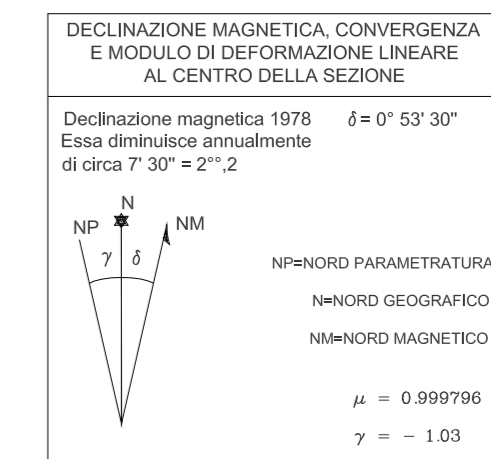 DECLINAZIONE MAGNETICA, CONVERGENZA
E MODULO DI DEFORMAZIONE LINEARE
AL CENTRO DELLA SEZIONE
Declinazione magnetica 1978 δ = 0° 53' 30"
Essa diminuisce annualmente
di circa 7' 30" = 2°°,2
N
NP NM
γ δ
NP=NORD PARAMETRATURA
N=NORD GEOGRAFICO
NM=NORD MAGNETICO
μ = 0.999796
γ = - 1.03